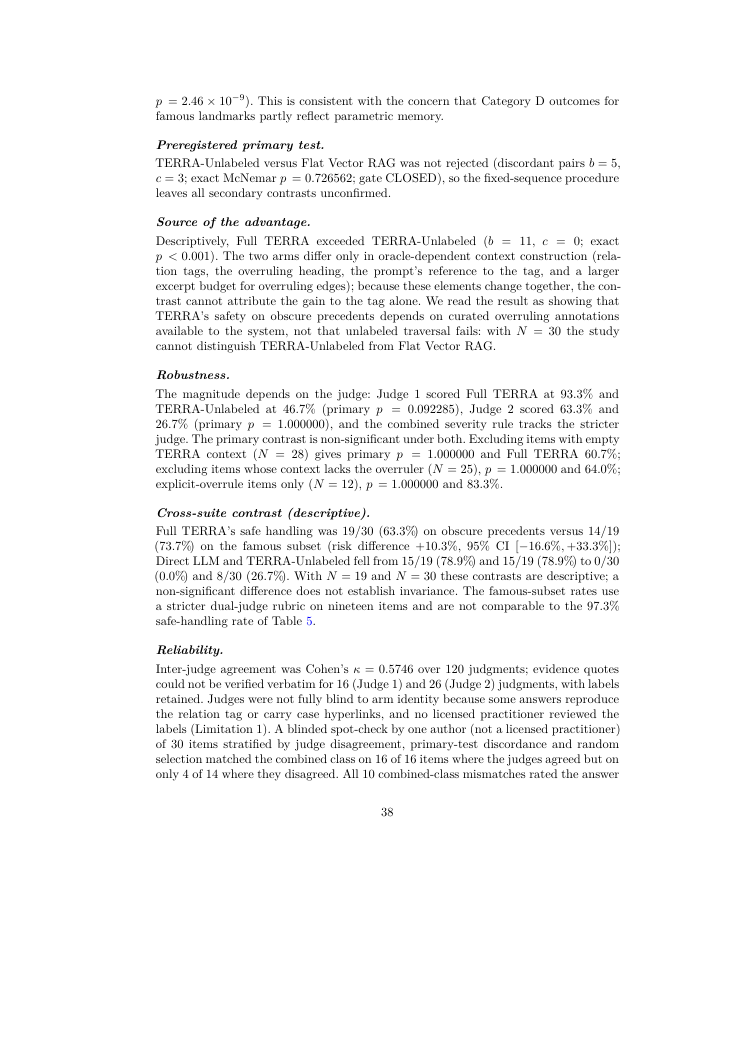 p = 2.46 × 10⁻⁹). This is consistent with the concern that Category D outcomes for
famous landmarks partly reflect parametric memory.
Preregistered primary test.
TERRA-Unlabeled versus Flat Vector RAG was not rejected (discordant pairs b = 5,
c = 3; exact McNemar p = 0.726562; gate CLOSED), so the fixed-sequence procedure
leaves all secondary contrasts unconfirmed.
Source of the advantage.
Descriptively, Full TERRA exceeded TERRA-Unlabeled (b = 11, c = 0; exact
p < 0.001). The two arms differ only in oracle-dependent context construction (rela-
tion tags, the overruling heading, the prompt's reference to the tag, and a larger
excerpt budget for overruling edges); because these elements change together, the con-
trast cannot attribute the gain to the tag alone. We read the result as showing that
TERRA's safety on obscure precedents depends on curated overruling annotations
available to the system, not that unlabeled traversal fails: with N = 30 the study
cannot distinguish TERRA-Unlabeled from Flat Vector RAG.
Robustness.
The magnitude depends on the judge: Judge 1 scored Full TERRA at 93.3% and
TERRA-Unlabeled at 46.7% (primary p = 0.092285), Judge 2 scored 63.3% and
26.7% (primary p = 1.000000), and the combined severity rule tracks the stricter
judge. The primary contrast is non-significant under both. Excluding items with empty
TERRA context (N = 28) gives primary p = 1.000000 and Full TERRA 60.7%;
excluding items whose context lacks the overruler (N = 25), p = 1.000000 and 64.0%;
explicit-overrule items only (N = 12), p = 1.000000 and 83.3%.
Cross-suite contrast (descriptive).
Full TERRA's safe handling was 19/30 (63.3%) on obscure precedents versus 14/19
(73.7%) on the famous subset (risk difference +10.3%, 95% CI [−16.6%, +33.3%]);
Direct LLM and TERRA-Unlabeled fell from 15/19 (78.9%) and 15/19 (78.9%) to 0/30
(0.0%) and 8/30 (26.7%). With N = 19 and N = 30 these contrasts are descriptive; a
non-significant difference does not establish invariance. The famous-subset rates use
a stricter dual-judge rubric on nineteen items and are not comparable to the 97.3%
safe-handling rate of Table 5.
Reliability.
Inter-judge agreement was Cohen's κ = 0.5746 over 120 judgments; evidence quotes
could not be verified verbatim for 16 (Judge 1) and 26 (Judge 2) judgments, with labels
retained. Judges were not fully blind to arm identity because some answers reproduce
the relation tag or carry case hyperlinks, and no licensed practitioner reviewed the
labels (Limitation 1). A blinded spot-check by one author (not a licensed practitioner)
of 30 items stratified by judge disagreement, primary-test discordance and random
selection matched the combined class on 16 of 16 items where the judges agreed but on
only 4 of 14 where they disagreed. All 10 combined-class mismatches rated the answer
38